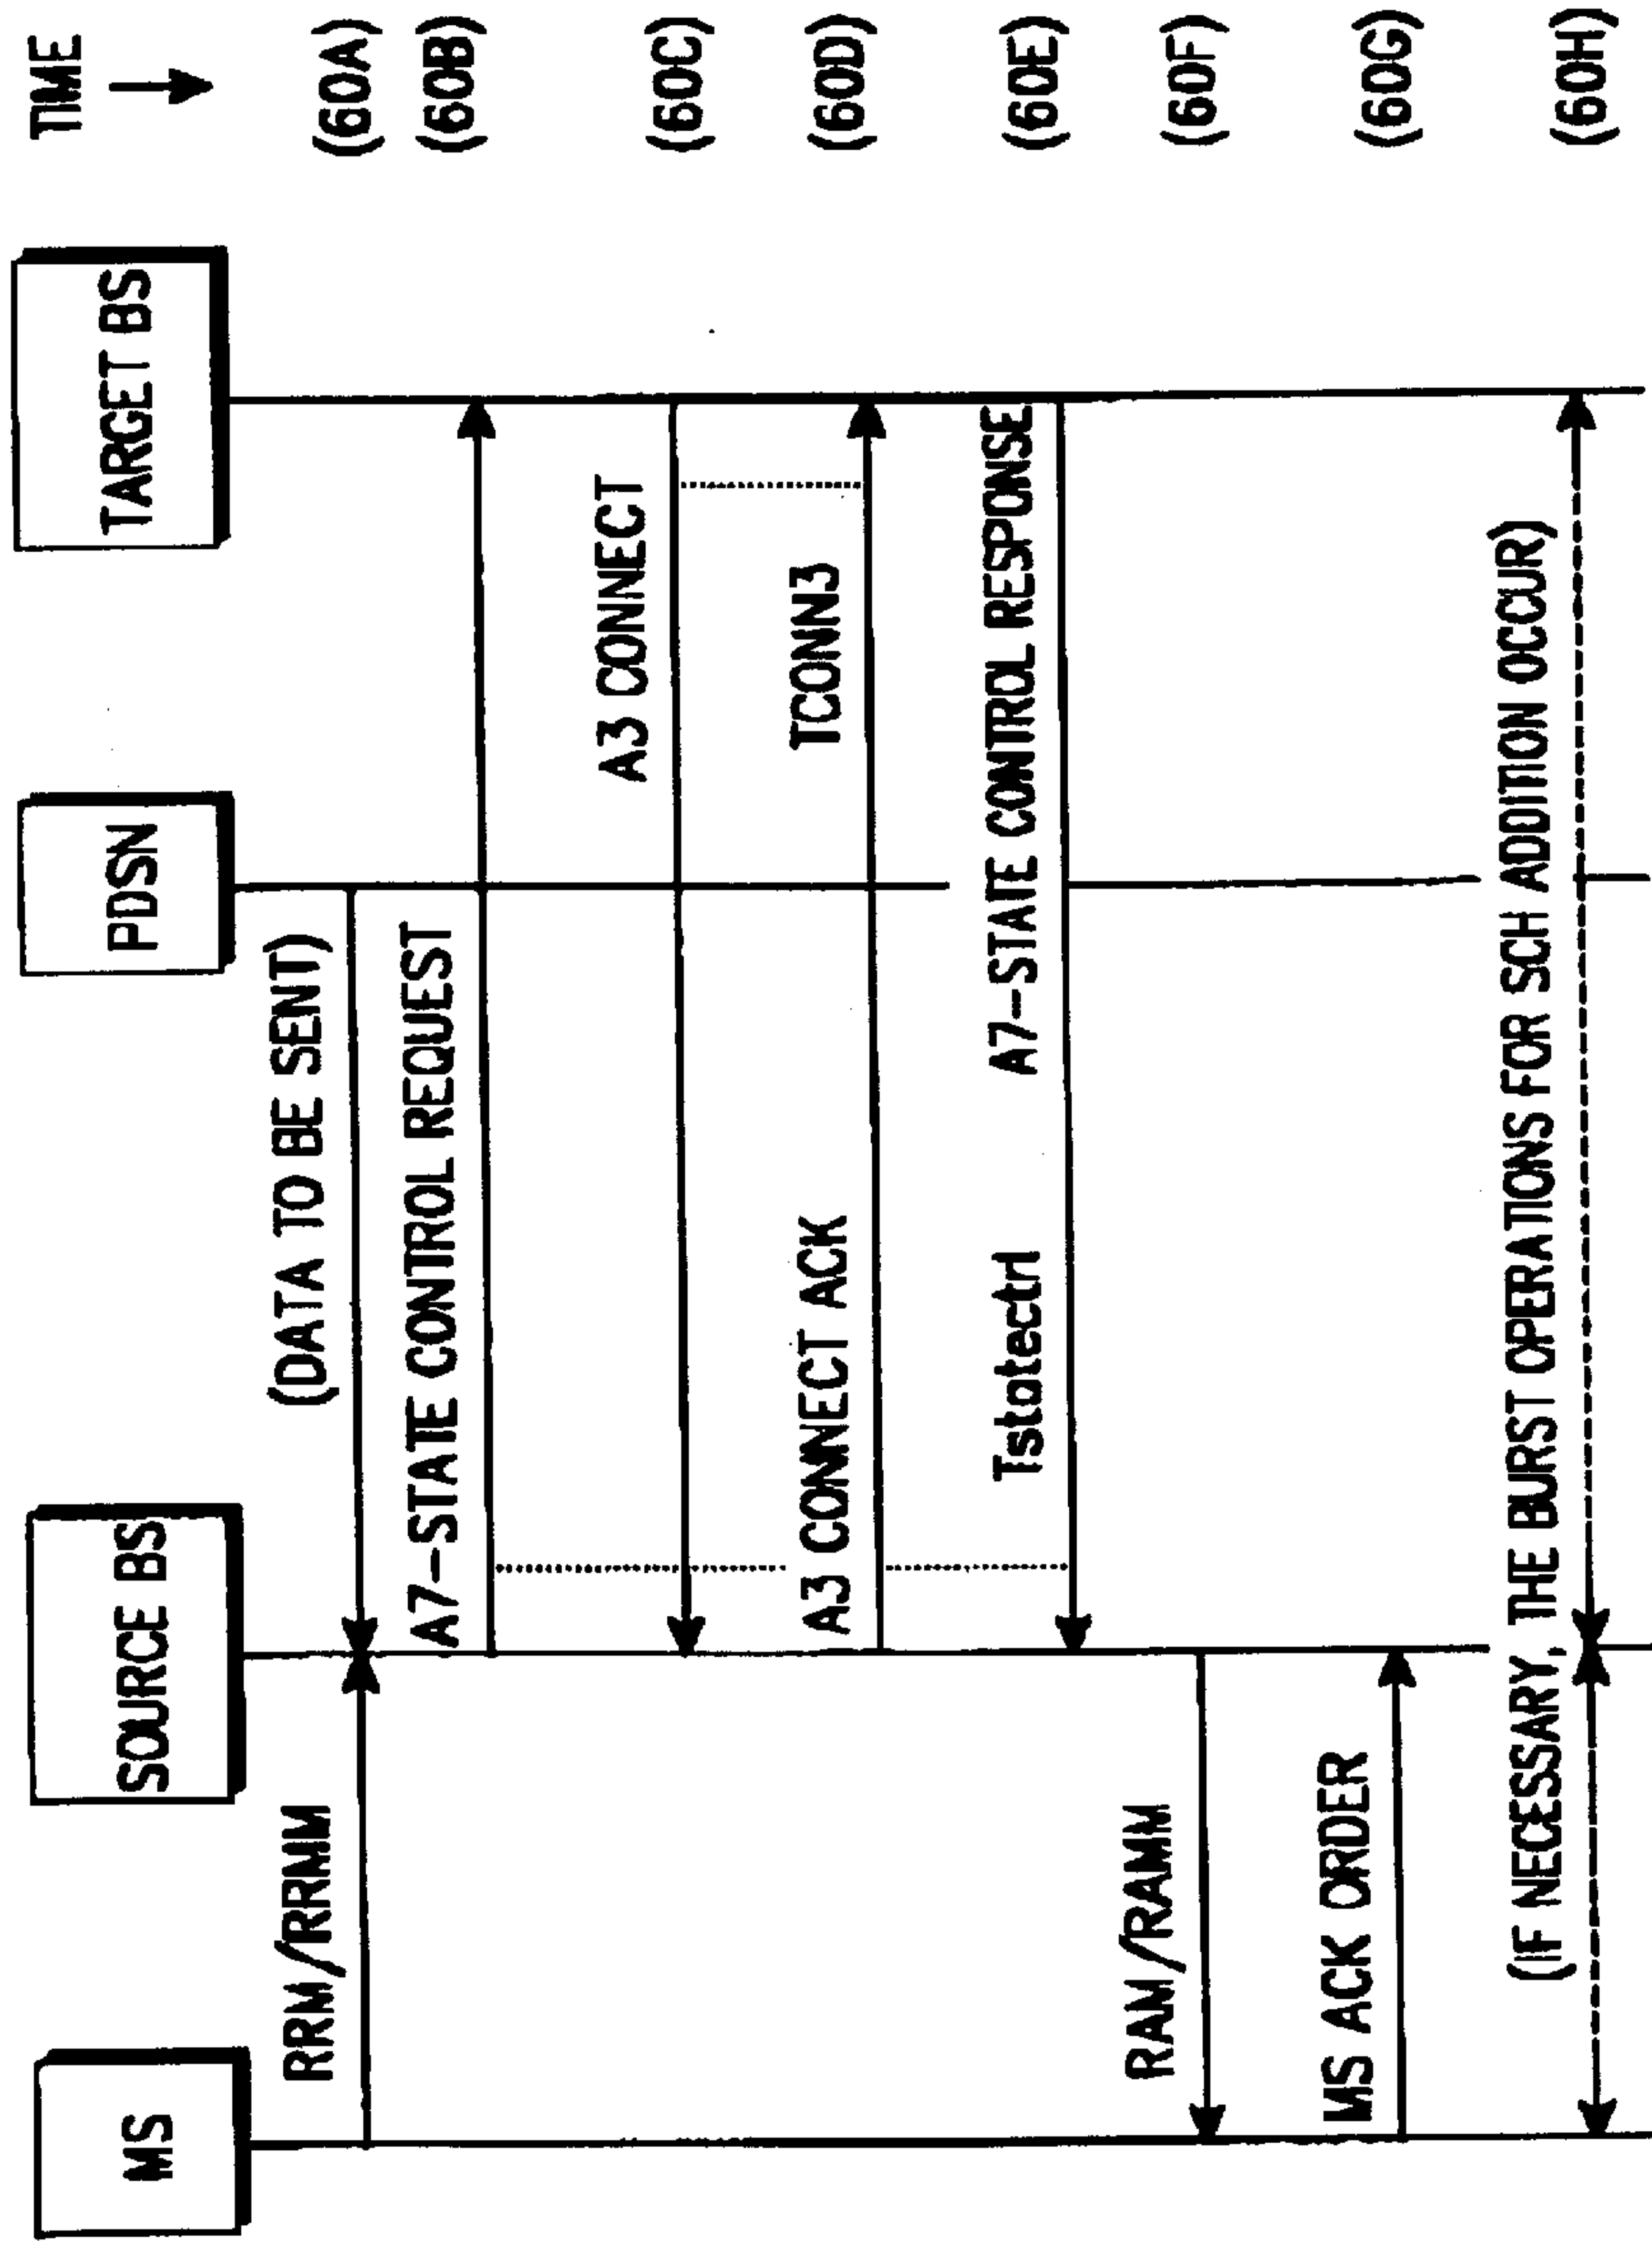 MS
SOURCE BS
PDSN
TARGET BS
TIME
RRM/RRMM
(DATA TO BE SENT)
(60A)
A7-STATE CONTROL REQUEST
(60B)
A3 CONNECT
(60C)
A3 CONNECT ACK
TCONN3
(60D)
Tstatectrl
A7-STATE CONTROL RESPONSE
(60E)
RAM/RAMM
(60F)
MS ACK ORDER
(60G)
(IF NECESSARY, THE BURST OPERATIONS FOR SCH ADDITION OCCUR)
(60H)